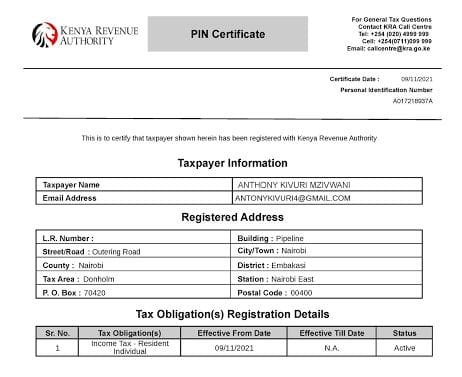 KENYA REVENUE
AUTHORITY
PIN Certificate
For General Tax Questions
Contact KRA Call Centre
Tel: +254 (020) 4999 999
Cell: +254(0711)099 999
Email: callcentre@kra.go.ke
Certificate Date : 09/11/2021
Personal Identification Number
A017218937A
This is to certify that taxpayer shown herein has been registered with Kenya Revenue Authority
Taxpayer Information
Taxpayer Name ANTHONY KIVURI MZIVWANI
Email Address ANTONYKIVURI4@GMAIL.COM
Registered Address
L.R. Number : Building : Pipeline
Street/Road : Outering Road City/Town : Nairobi
County : Nairobi District : Embakasi
Tax Area : Donholm Station : Nairobi East
P. O. Box : 70420 Postal Code : 00400
Tax Obligation(s) Registration Details
Sr. No. Tax Obligation(s) Effective From Date Effective Till Date Status
1 Income Tax - Resident Individual 09/11/2021 N.A. Active